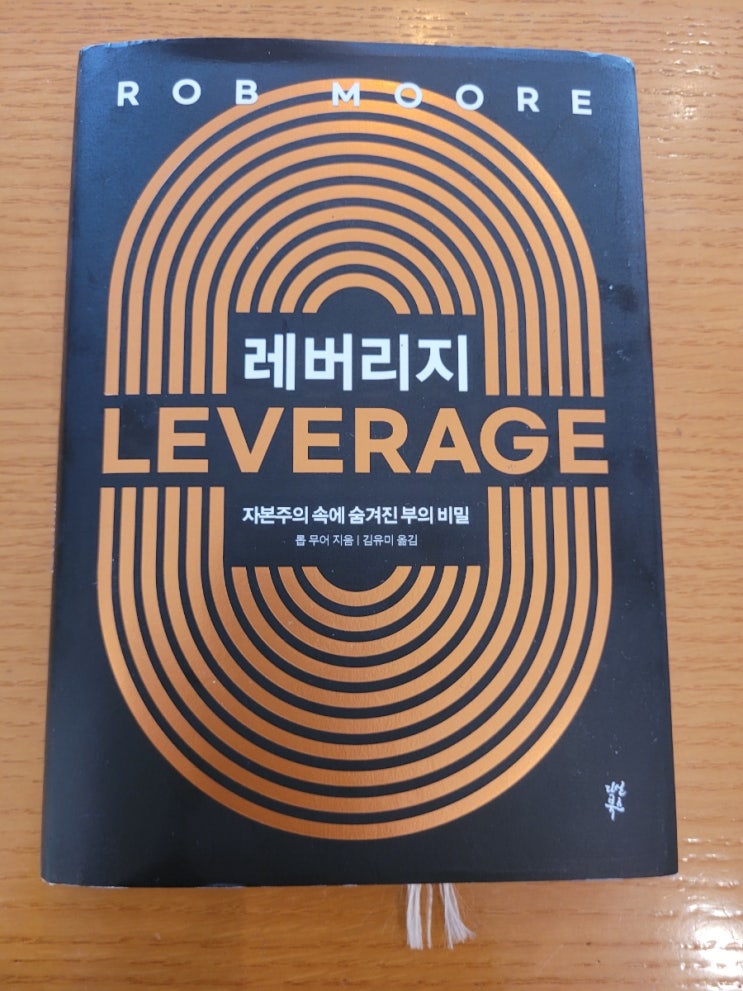 ROB MOORE
레버리지
LEVERAGE
자본주의 속에 숨겨진 부의 비밀
롭 무어 지음 | 김유미 옮김